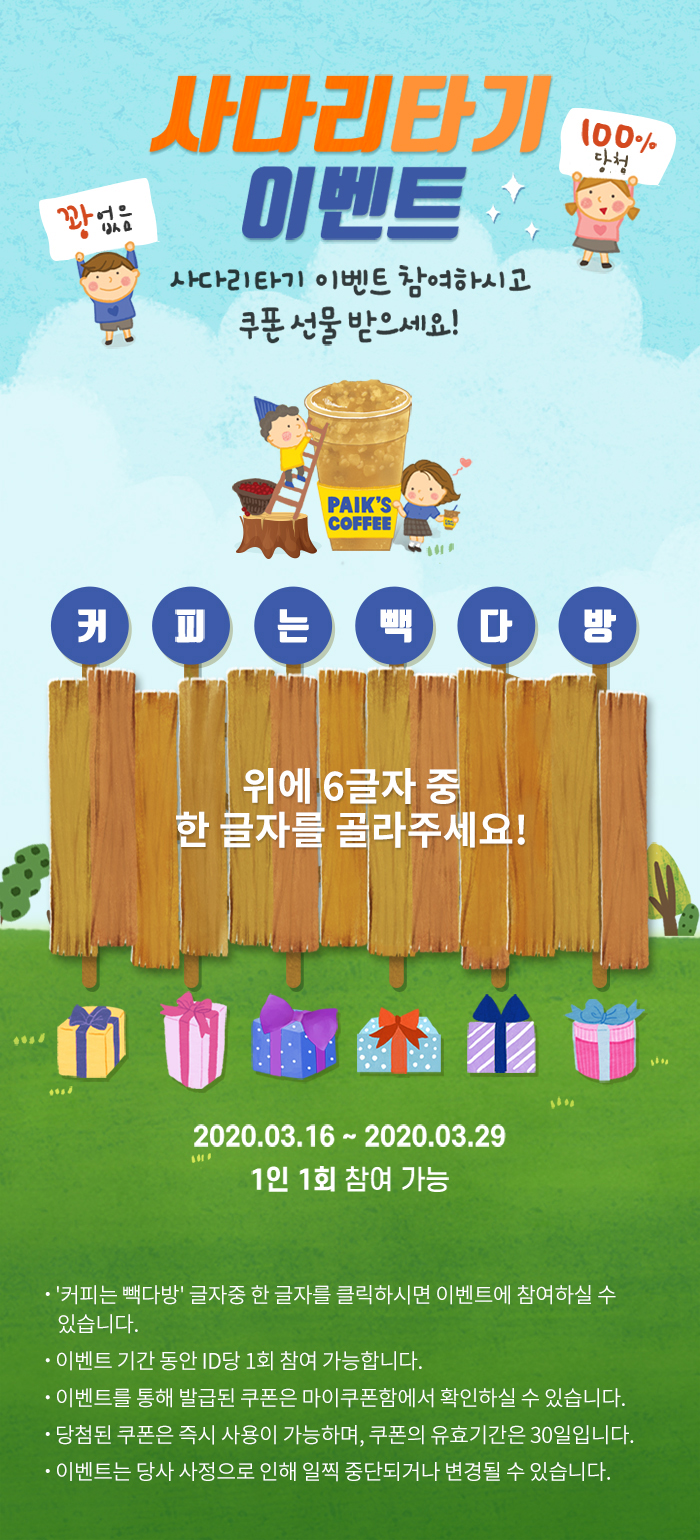 사다리타기
이벤트
100%
당첨
꽝 없음
사다리타기 이벤트 참여하시고
쿠폰 선물 받으세요!
PAIK'S
COFFEE
커 피 는 빽 다 방
위에 6글자 중
한 글자를 골라주세요!
2020.03.16 ~ 2020.03.29
1인 1회 참여 가능
• '커피는 빽다방' 글자중 한 글자를 클릭하시면 이벤트에 참여하실 수
있습니다.
• 이벤트 기간 동안 ID당 1회 참여 가능합니다.
• 이벤트를 통해 발급된 쿠폰은 마이쿠폰함에서 확인하실 수 있습니다.
• 당첨된 쿠폰은 즉시 사용이 가능하며, 쿠폰의 유효기간은 30일입니다.
• 이벤트는 당사 사정으로 인해 일찍 중단되거나 변경될 수 있습니다.